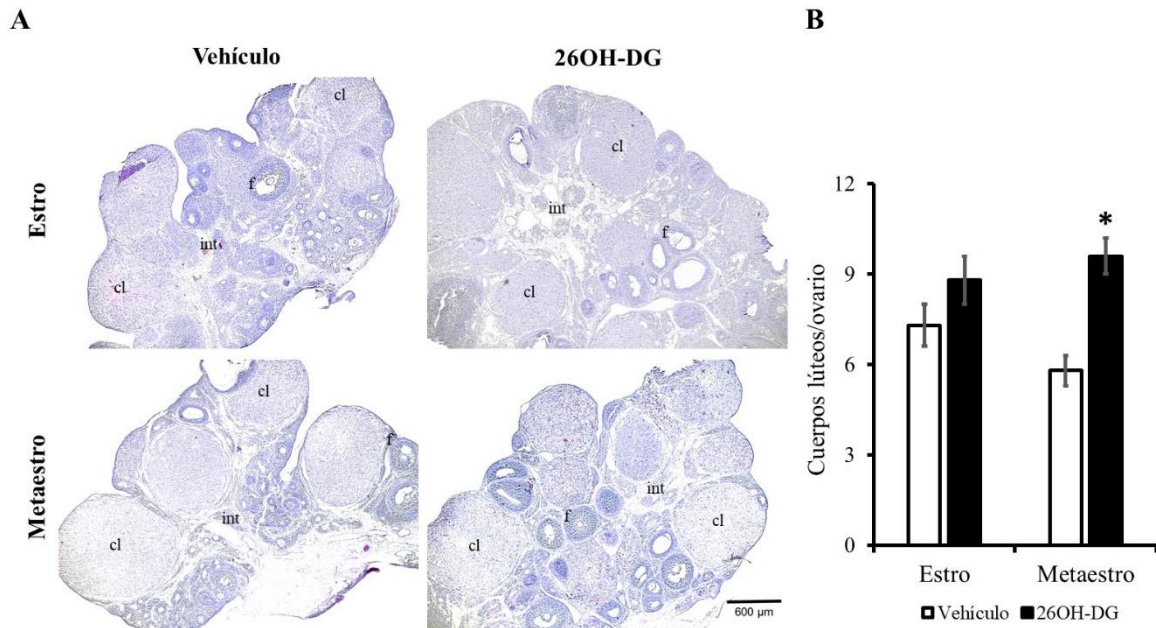 A
B
Vehículo
26OH-DG
Estro
cl
f
int
cl
cl
int
f
cl
Metaestro
cl
f
int
cl
int
f
cl
cl
600 µm
Cuerpos lúteos/ovario
12
9
6
3
0
*
Estro
Metaestro
Vehículo
26OH-DG